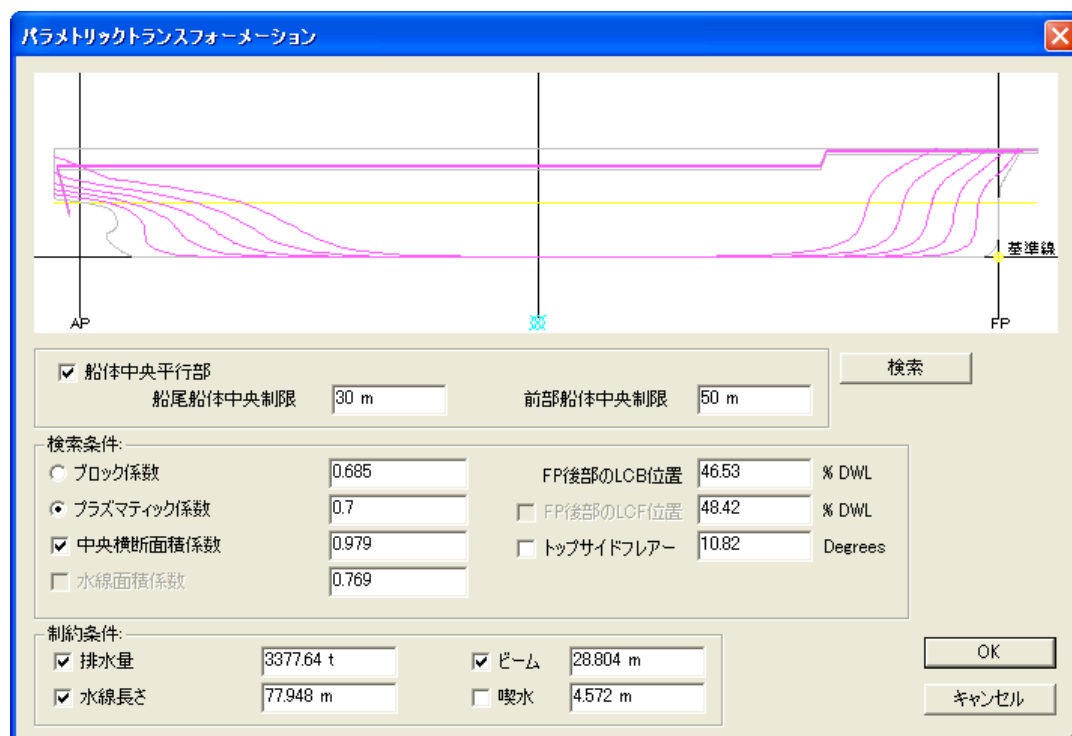 パラメトリックトランスフォーメーション
基準線
AP
FP
船体中央平行部
検索
船尾船体中央制限 30 m 前部船体中央制限 50 m
検索条件:
ブロック係数 0.685 FP後部のLCB位置 46.53 % DWL
プラズマティック係数 0.7 FP後部のLCF位置 48.42 % DWL
中央横断面積係数 0.979 トップサイドフレアー 10.82 Degrees
水線面積係数 0.769
制約条件:
排水量 3377.64 t ビーム 28.804 m
水線長さ 77.948 m 喫水 4.572 m
OK
キャンセル